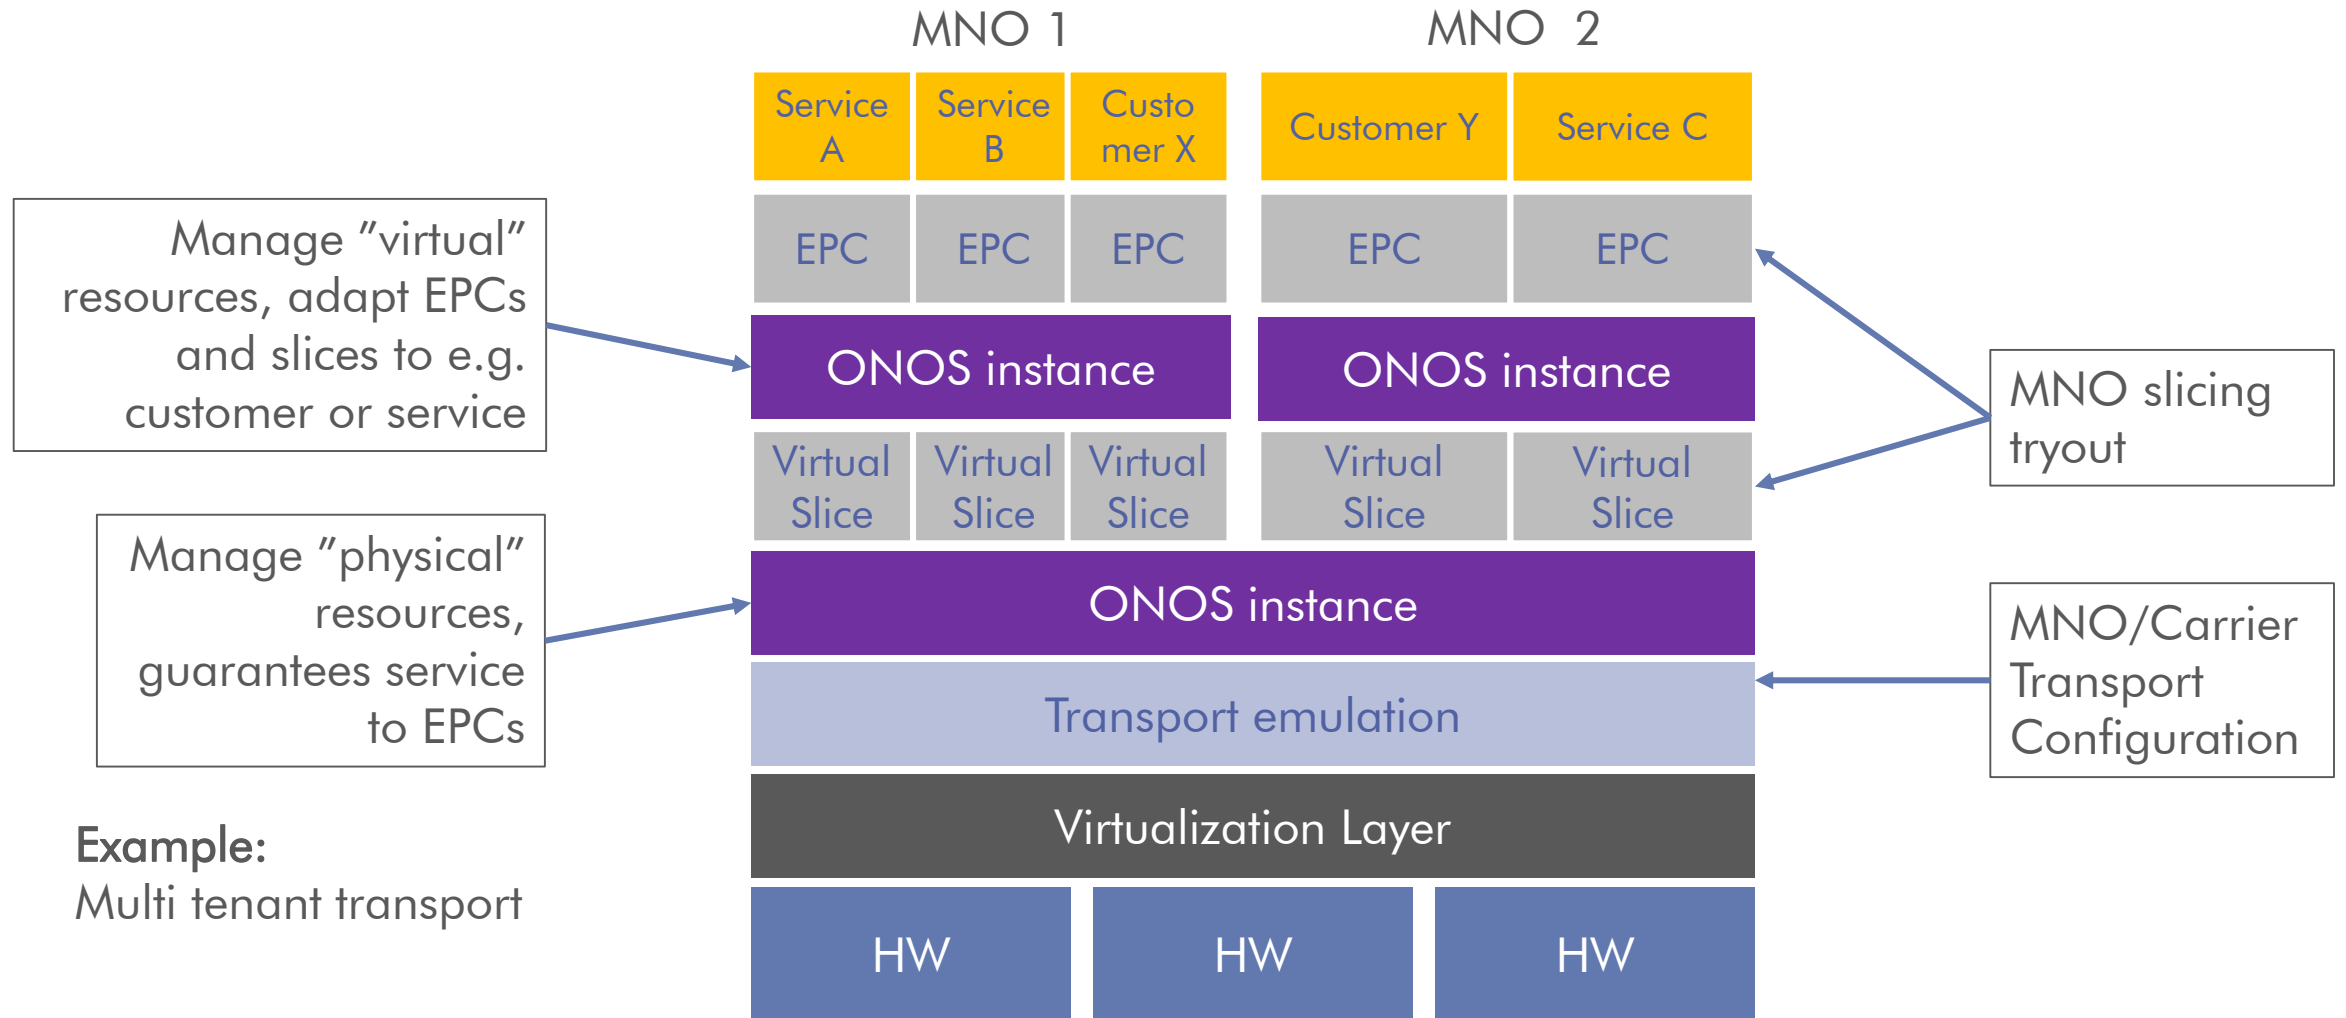 MNO 1
MNO 2
Service
A
Service
B
Custo
mer X
Customer Y
Service C
EPC
EPC
EPC
EPC
EPC
Manage ”virtual”
resources, adapt EPCs
and slices to e.g.
customer or service
ONOS instance
ONOS instance
MNO slicing
tryout
Virtual
Slice
Virtual
Slice
Virtual
Slice
Virtual
Slice
Virtual
Slice
Manage ”physical”
resources,
guarantees service
to EPCs
ONOS instance
MNO/Carrier
Transport
Configuration
Transport emulation
Virtualization Layer
Example:
Multi tenant transport
HW
HW
HW